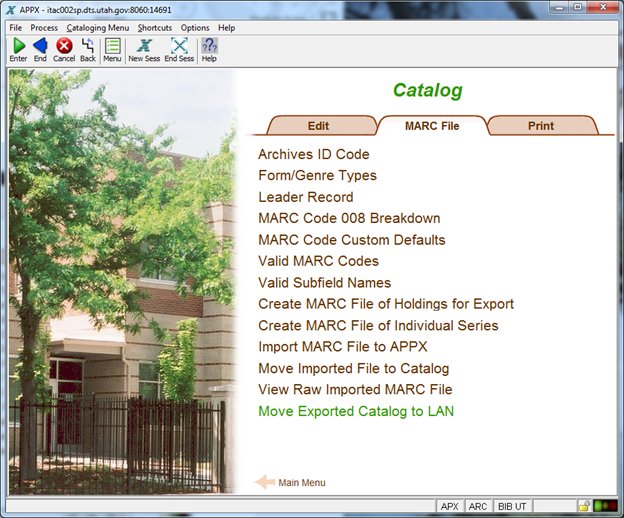 APPX - itac002sp.dts.utah.gov:8060:14691
File Process Cataloging Menu Shortcuts Options Help
Enter End Cancel Back Menu New Sess End Sess Help
Catalog
Edit MARC File Print
Archives ID Code
Form/Genre Types
Leader Record
MARC Code 008 Breakdown
MARC Code Custom Defaults
Valid MARC Codes
Valid Subfield Names
Create MARC File of Holdings for Export
Create MARC File of Individual Series
Import MARC File to APPX
Move Imported File to Catalog
View Raw Imported MARC File
Move Exported Catalog to LAN
Main Menu
APX ARC BIB UT